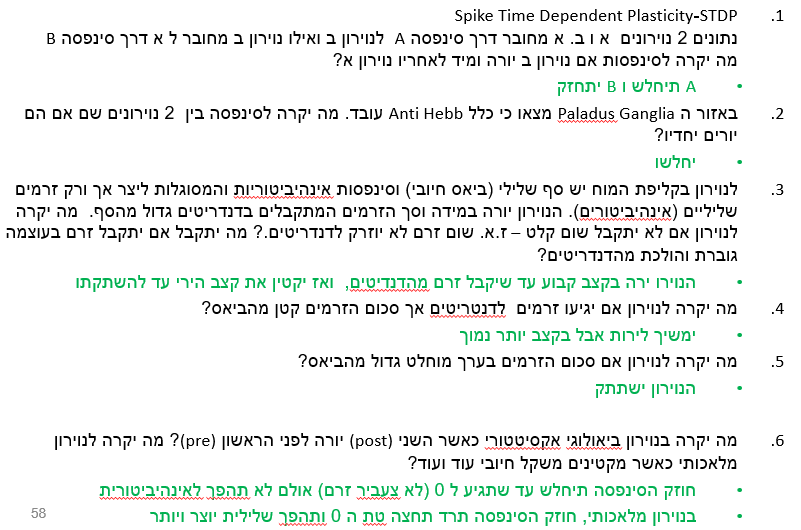 1. Spike Time Dependent Plasticity-STDP
נתונים 2 נוירונים א ו ב. א מחובר דרך סינפסה A לנוירון ב ואילו נוירון ב מחובר ל א דרך סינפסה B
מה יקרה לסינפסות אם נוירון ב יורה ומיד לאחריו נוירון א?
• A תיחלש ו B יתחזק
2. באזור ה Paladus Ganglia מצאו כי כלל Anti Hebb עובד. מה יקרה לסינפסה בין 2 נוירונים שם אם הם
יורים יחדיו?
• יחלשו
3. לנוירון בקליפת המוח יש סף שלילי (ביאס חיובי) וסינפסות אינהיביטוריות והמסוגלות ליצר אך ורק זרמים
שליליים (אינהיביטורים). הנוירון יורה במידה וסך הזרמים המתקבלים בדנדריטים גדול מהסף. מה יקרה
לנוירון אם לא יתקבל שום קלט – ז.א. שום זרם לא יוזרק לדנדריטים.? מה יתקבל אם יתקבל זרם בעוצמה
גוברת והולכת מהדנדריטים?
• הנוירו ירה בקצב קבוע עד שיקבל זרם מהדנדיטים, ואז יקטין את קצב הירי עד להשתקתו
4. מה יקרה לנוירון אם יגיעו זרמים לדנטריטים אך סכום הזרמים קטן מהביאס?
• ימשיך לירות אבל בקצב יותר נמוך
5. מה יקרה לנוירון אם סכום הזרמים בערך מוחלט גדול מהביאס?
• הנוירון ישתתק
6. מה יקרה בנוירון ביאולוגי אקסיטטורי כאשר השני (post) יורה לפני הראשון (pre)? מה יקרה לנוירון
מלאכותי כאשר מקטינים משקל חיובי עוד ועוד?
• חוזק הסינפסה תיחלש עד שתגיע ל 0 (לא צעביר זרם) אולם לא תהפך לאינהיביטורית
• בנוירון מלאכותי, חוזק הסינפסה תרד תחצה טת ה 0 ותהפך שלילית יוצר ויותר
58